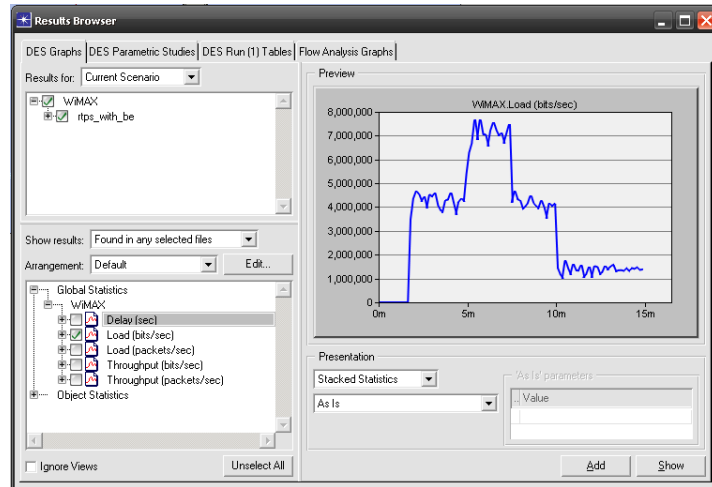 Results Browser
DES Graphs DES Parametric Studies DES Run (1) Tables Flow Analysis Graphs
Results for: Current Scenario
WiMAX
rtps_with_be
Show results: Found in any selected files
Arrangement: Default Edit...
Global Statistics
WiMAX
Delay (sec)
Load (bits/sec)
Load (packets/sec)
Throughput (bits/sec)
Throughput (packets/sec)
Object Statistics
Ignore Views Unselect All
Preview
WiMAX.Load (bits/sec)
8,000,000
7,000,000
6,000,000
5,000,000
4,000,000
3,000,000
2,000,000
1,000,000
0
0m 5m 10m 15m
Presentation
Stacked Statistics
As Is
'As Is' parameters
.. Value
Add Show